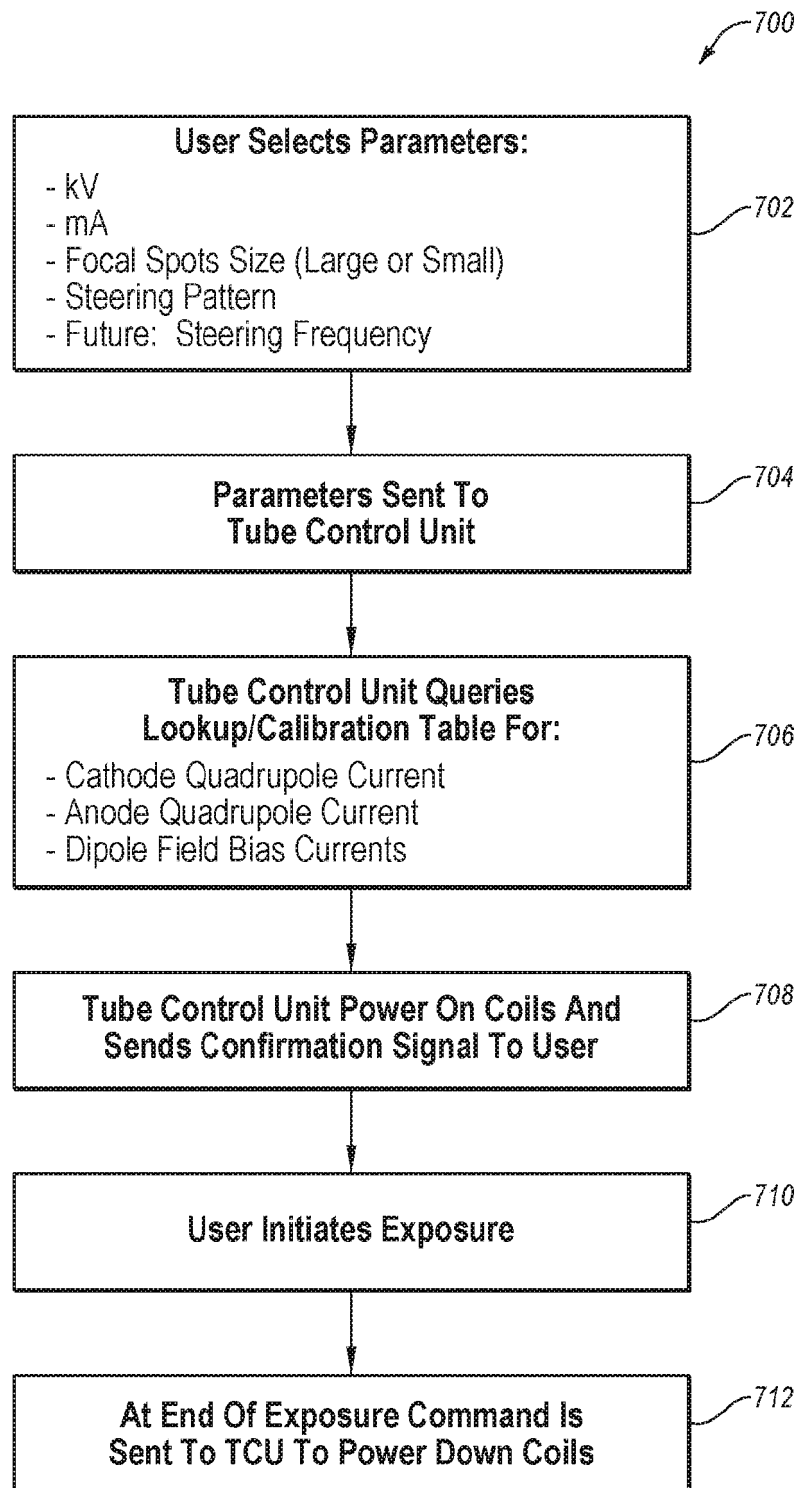 700
User Selects Parameters:
- kV
- mA
- Focal Spots Size (Large or Small)
- Steering Pattern
- Future: Steering Frequency
702
Parameters Sent To
Tube Control Unit
704
Tube Control Unit Queries
Lookup/Calibration Table For:
- Cathode Quadrupole Current
- Anode Quadrupole Current
- Dipole Field Bias Currents
706
Tube Control Unit Power On Coils And
Sends Confirmation Signal To User
708
User Initiates Exposure
710
At End Of Exposure Command Is
Sent To TCU To Power Down Coils
712